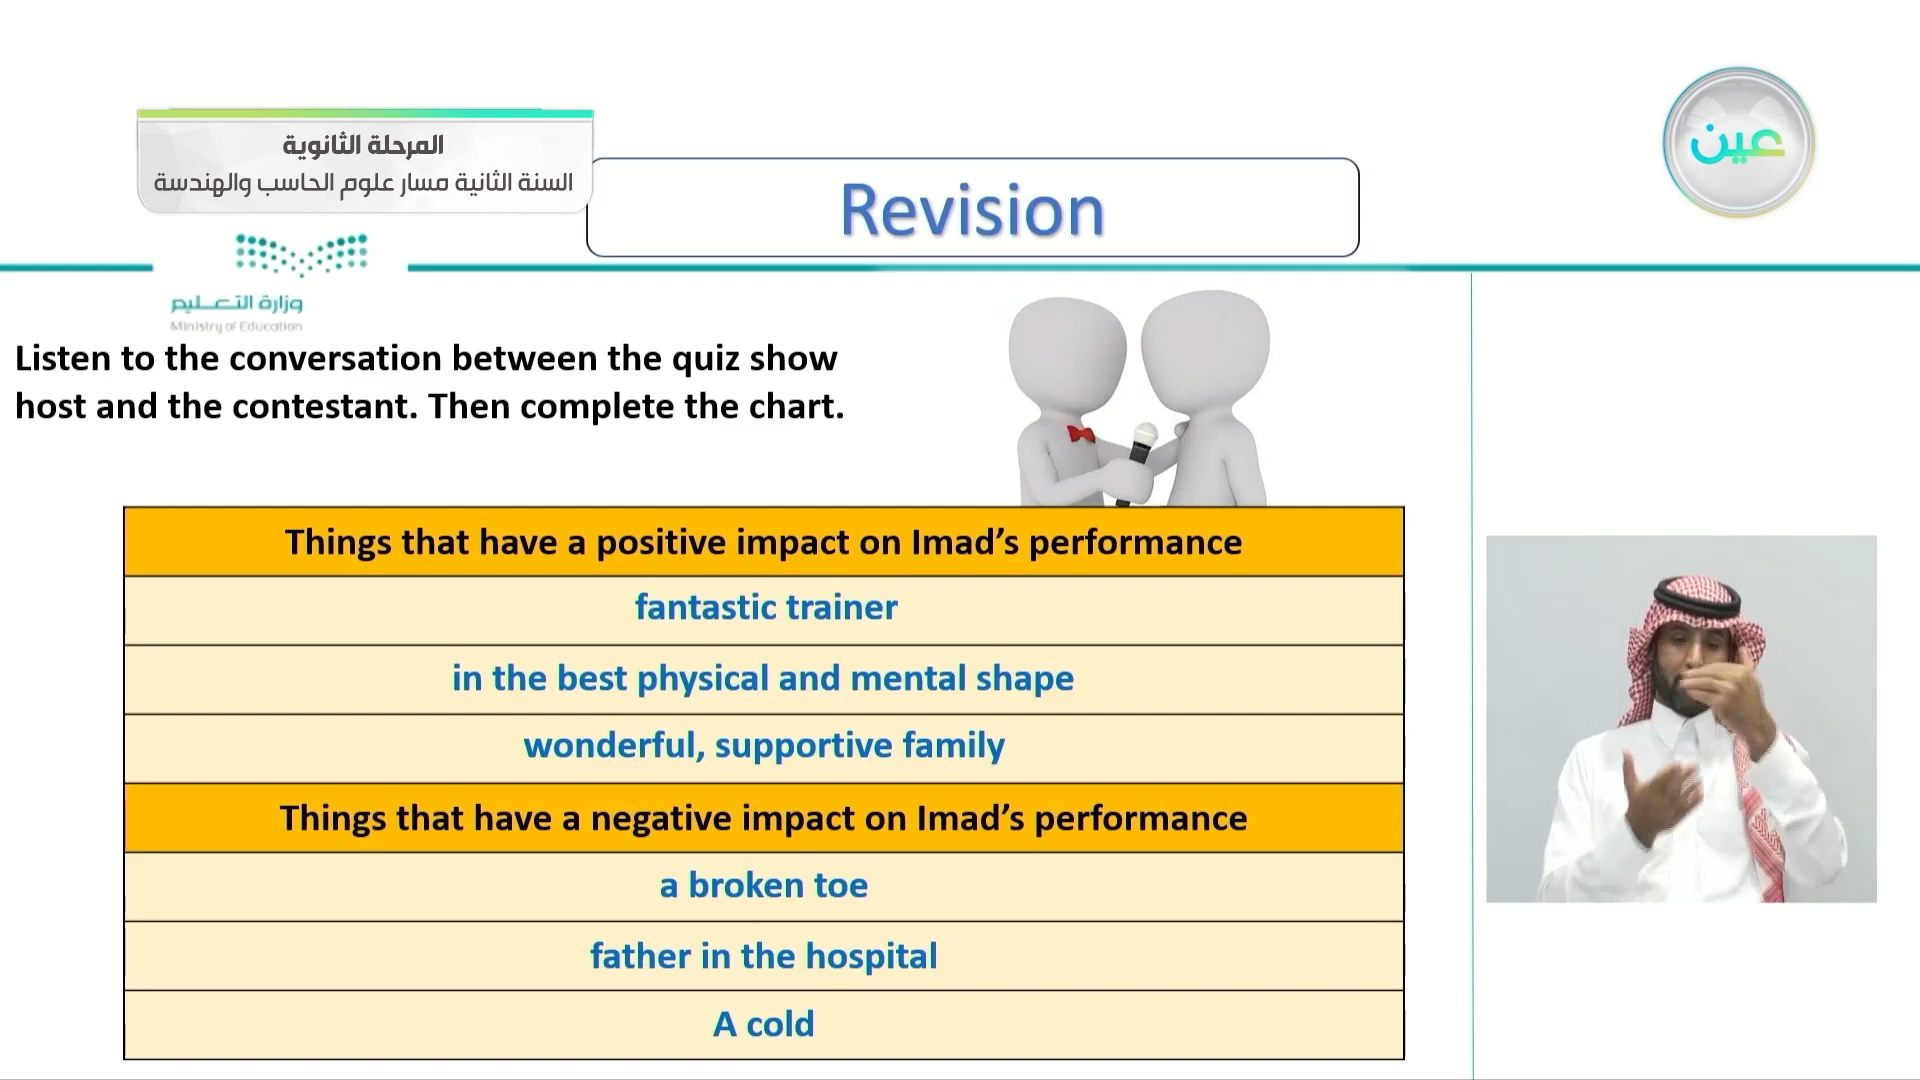 المرحلة الثانوية
السنة الثانية مسار علوم الحاسب والهندسة
عين
Revision
وزارة التعليم
Ministry of Education
Listen to the conversation between the quiz show
host and the contestant. Then complete the chart.
Things that have a positive impact on Imad’s performance
fantastic trainer
in the best physical and mental shape
wonderful, supportive family
Things that have a negative impact on Imad’s performance
a broken toe
father in the hospital
A cold